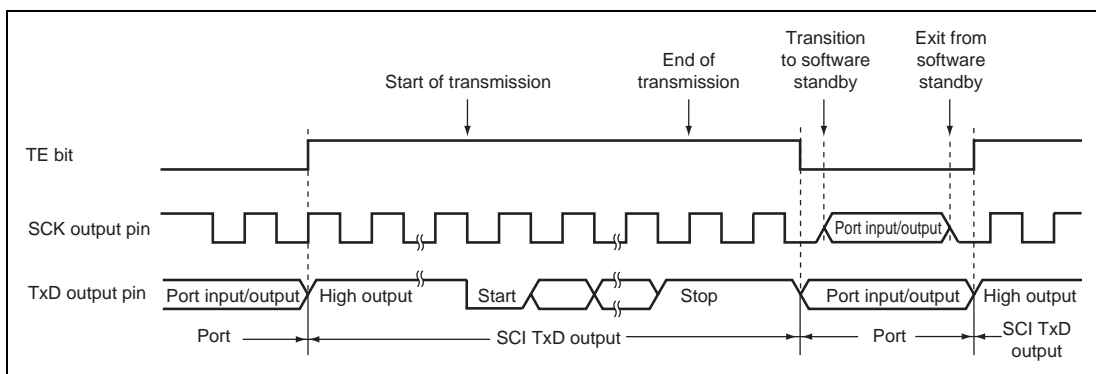 Transition
to software
standby
Exit from
software
standby
End of
transmission
Start of transmission
TE bit
SCK output pin
Port input/output
TxD output pin
Port input/output
High output
Start
Stop
Port input/output
High output
Port
SCI TxD output
Port
SCI TxD
output